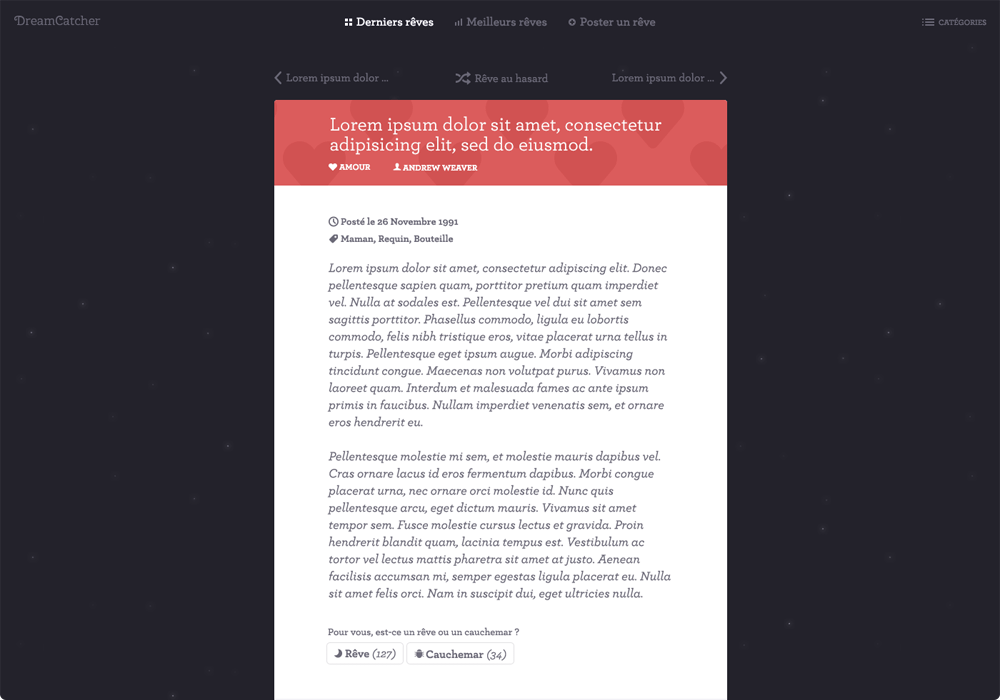 DreamCatcher
Derniers rêves
Meilleurs rêves
Poster un rêve
CATÉGORIES
Lorem ipsum dolor ...
Rêve au hasard
Lorem ipsum dolor ...
Lorem ipsum dolor sit amet, consectetur
adipisicing elit, sed do eiusmod.
AMOUR
ANDREW WEAVER
Posté le 26 Novembre 1991
Maman, Requin, Bouteille
Lorem ipsum dolor sit amet, consectetur adipiscing elit. Donec
pellentesque sapien quam, porttitor pretium quam imperdiet
vel. Nulla at sodales est. Pellentesque vel dui sit amet sem
sagittis porttitor. Phasellus commodo, ligula eu lobortis
commodo, felis nibh tristique eros, vitae placerat urna tellus in
turpis. Pellentesque eget ipsum augue. Morbi adipiscing
tincidunt congue. Maecenas non volutpat purus. Vivamus non
laoreet quam. Interdum et malesuada fames ac ante ipsum
primis in faucibus. Nullam imperdiet venenatis sem, et ornare
eros hendrerit eu.
Pellentesque molestie mi sem, et molestie mauris dapibus vel.
Cras ornare lacus id eros fermentum dapibus. Morbi congue
placerat urna, nec ornare orci molestie id. Nunc quis
pellentesque arcu, eget dictum mauris. Vivamus sit amet
tempor sem. Fusce molestie cursus lectus et gravida. Proin
hendrerit blandit quam, lacinia tempus est. Vestibulum ac
tortor vel lectus mattis pharetra sit amet at justo. Aenean
facilisis accumsan mi, semper egestas ligula placerat eu. Nulla
sit amet felis orci. Nam in suscipit dui, eget ultricies nulla.
Pour vous, est-ce un rêve ou un cauchemar ?
Rêve (127)
Cauchemar (34)